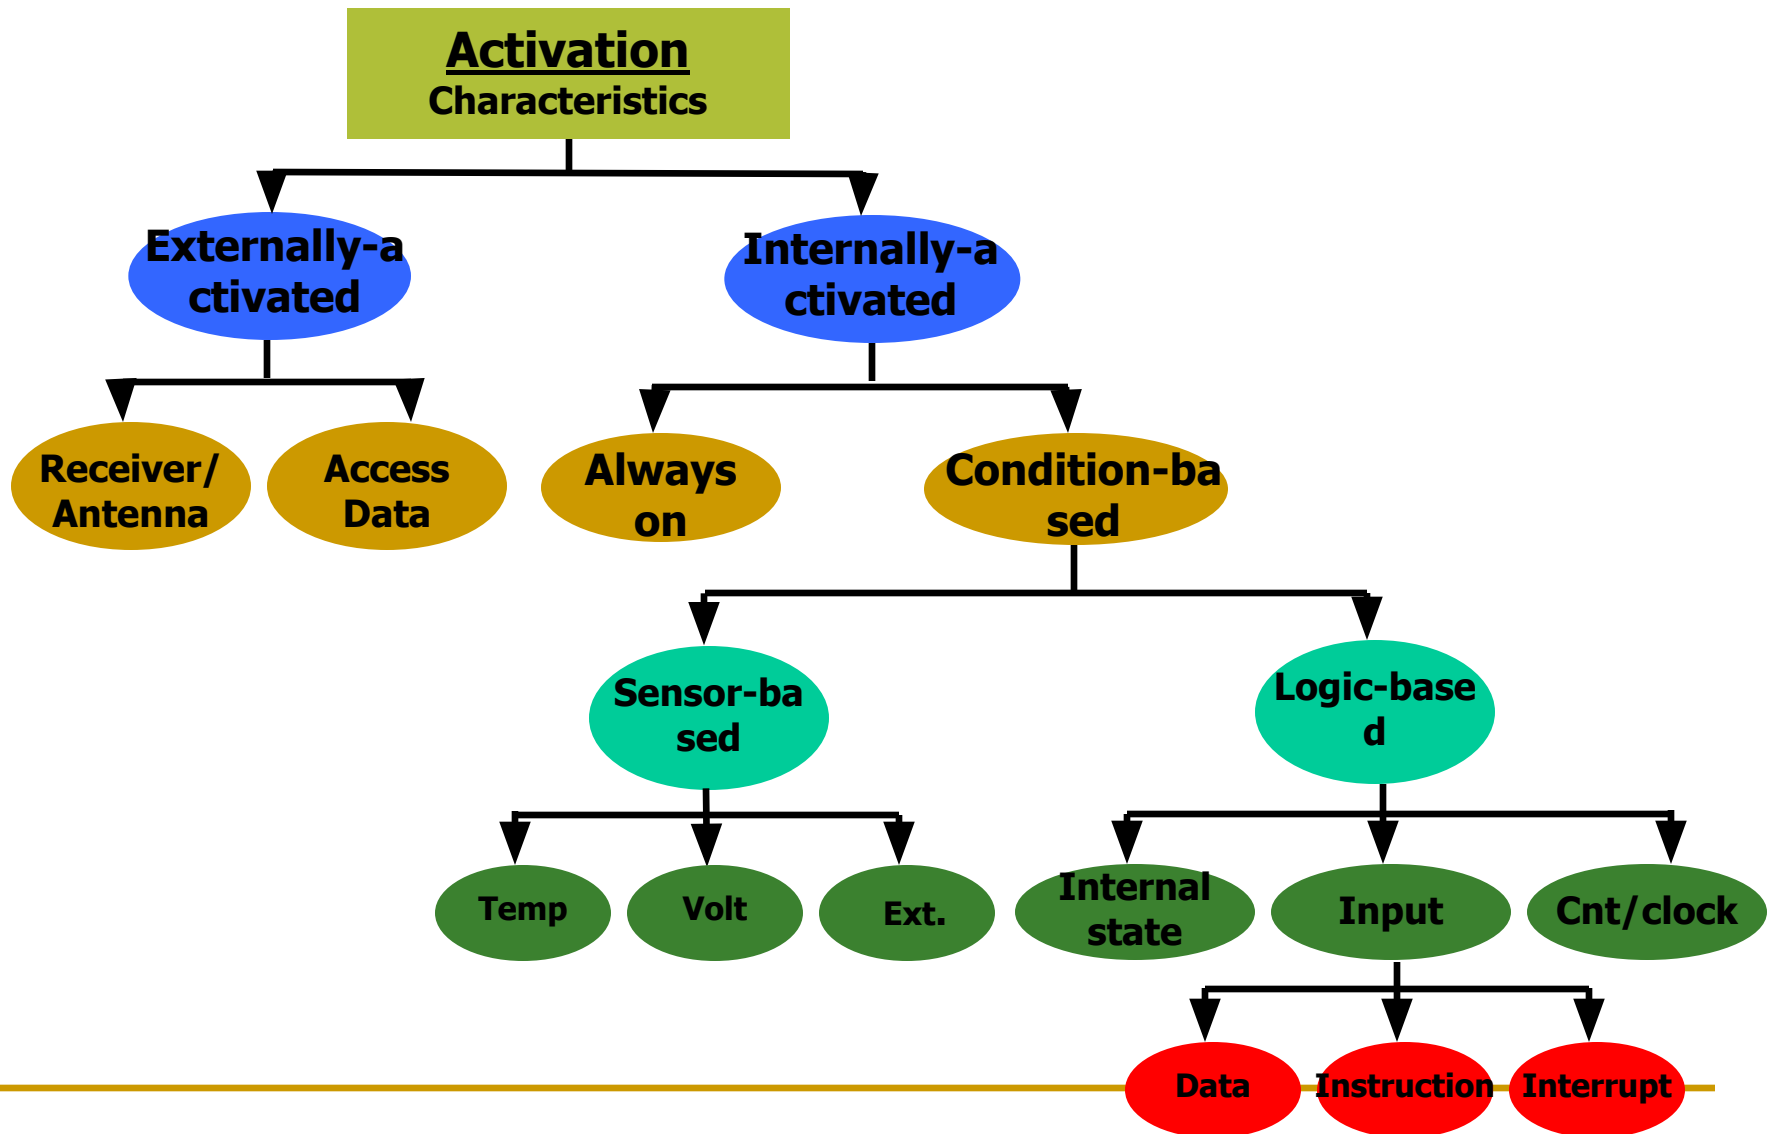 Activation
Characteristics
Externally-a
ctivated
Internally-a
ctivated
Receiver/
Antenna
Access
Data
Always
on
Condition-ba
sed
Sensor-ba
sed
Logic-base
d
Temp
Volt
Ext.
Internal
state
Input
Cnt/clock
Data
Instruction
Interrupt